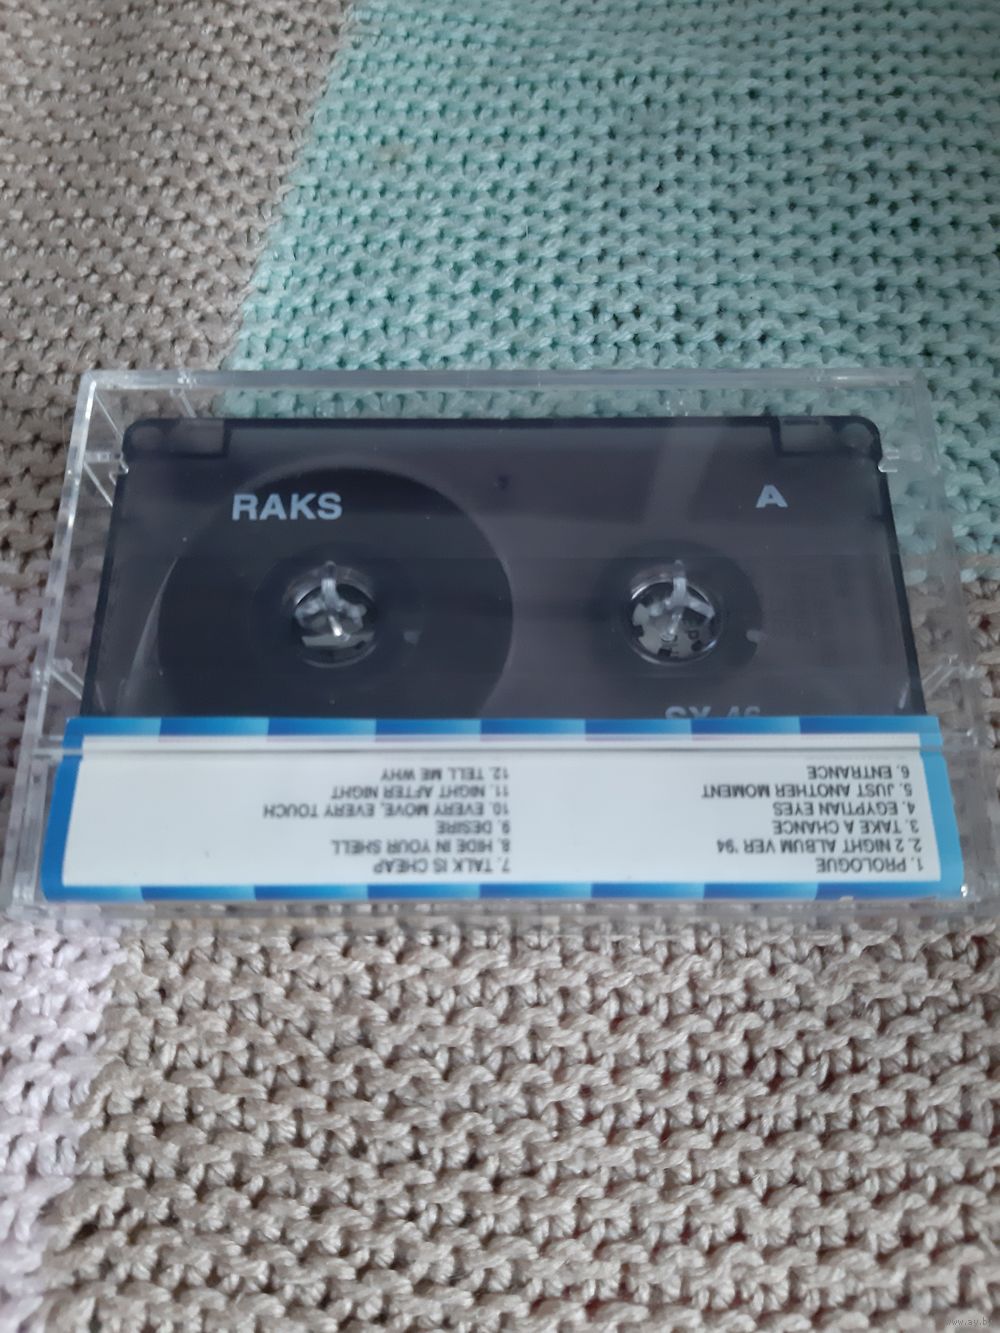 RAKS
A
SX 46
1. PROLOGUE
2. 2 NIGHT ALBUM VER '94
3. TAKE A CHANCE
4. EGYPTIAN EYES
5. JUST ANOTHER MOMENT
6. ENTRANCE
7. TALK IS CHEAP
8. HIDE IN YOUR SHELL
9. DESIRE
10. EVERY MOVE, EVERY TOUCH
11. NIGHT AFTER NIGHT
12. TELL ME WHY